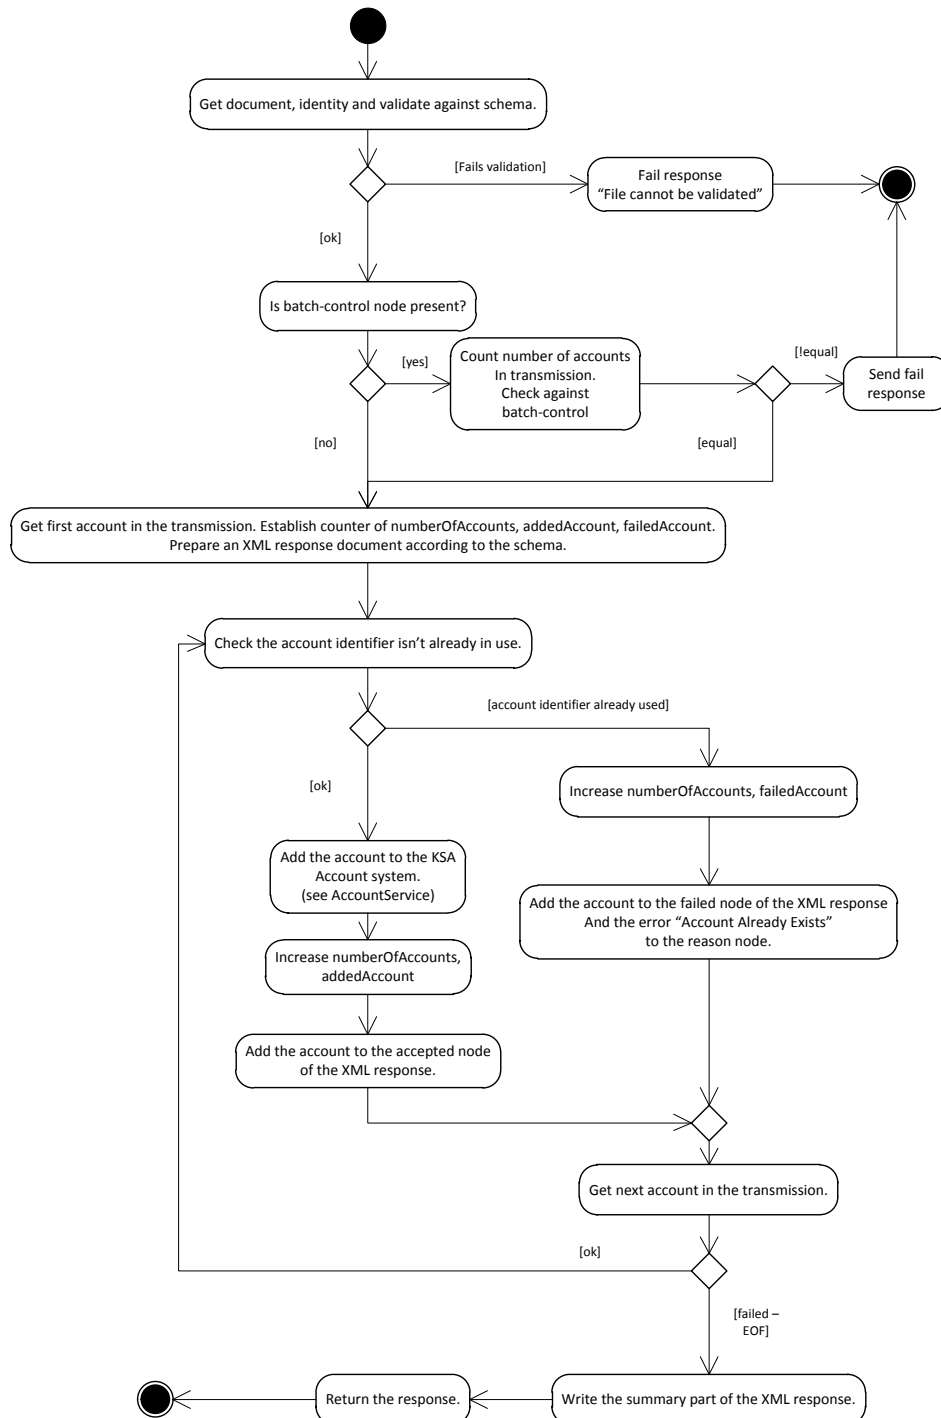 Get document, identity and validate against schema.
[Fails validation]
Fail response
“File cannot be validated”
[ok]
Is batch-control node present?
[yes]
Count number of accounts
In transmission.
Check against
batch-control
[!equal]
Send fail
response
[no]
[equal]
Get first account in the transmission. Establish counter of numberOfAccounts, addedAccount, failedAccount.
Prepare an XML response document according to the schema.
Check the account identifier isn’t already in use.
[account identifier already used]
[ok]
Increase numberOfAccounts, failedAccount
Add the account to the KSA
Account system.
(see AccountService)
Add the account to the failed node of the XML response
And the error “Account Already Exists”
to the reason node.
Increase numberOfAccounts,
addedAccount
Add the account to the accepted node
of the XML response.
Get next account in the transmission.
[ok]
[failed –
EOF]
Return the response.
Write the summary part of the XML response.